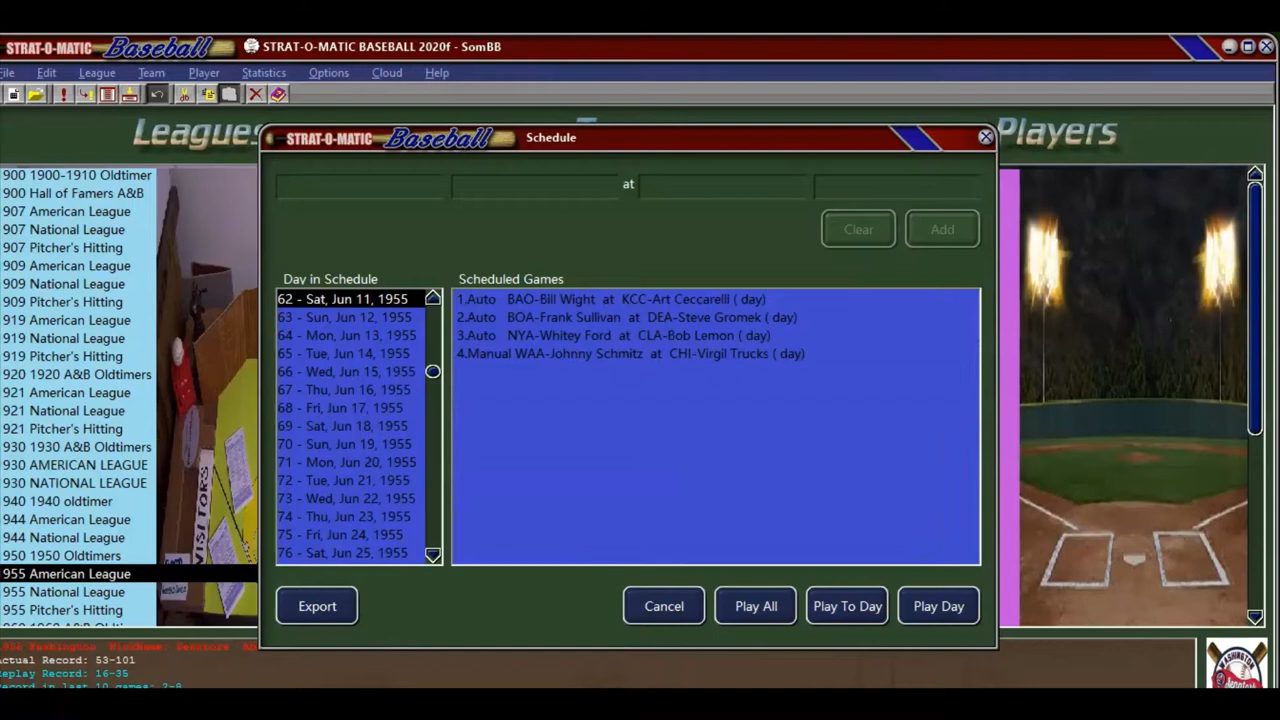 STRAT-O-MATIC Baseball STRAT-O-MATIC BASEBALL 2020f - SomBB
File Edit League Team Player Statistics Options Cloud Help
Leagues Players
STRAT-O-MATIC Baseball Schedule
at
Clear Add
Day in Schedule Scheduled Games
900 1900-1910 Oldtimer
900 Hall of Famers A&B
907 American League
907 National League
907 Pitcher's Hitting
909 American League
909 National League
909 Pitcher's Hitting
919 American League
919 National League
919 Pitcher's Hitting
920 1920 A&B Oldtimers
921 American League
921 National League
921 Pitcher's Hitting
930 1930 A&B Oldtimers
930 AMERICAN LEAGUE
930 NATIONAL LEAGUE
940 1940 oldtimer
944 American League
944 National League
950 1950 Oldtimers
955 American League
955 National League
955 Pitcher's Hitting
VISITORS
62 - Sat, Jun 11, 1955
63 - Sun, Jun 12, 1955
64 - Mon, Jun 13, 1955
65 - Tue, Jun 14, 1955
66 - Wed, Jun 15, 1955
67 - Thu, Jun 16, 1955
68 - Fri, Jun 17, 1955
69 - Sat, Jun 18, 1955
70 - Sun, Jun 19, 1955
71 - Mon, Jun 20, 1955
72 - Tue, Jun 21, 1955
73 - Wed, Jun 22, 1955
74 - Thu, Jun 23, 1955
75 - Fri, Jun 24, 1955
76 - Sat, Jun 25, 1955
1.Auto BAO-Bill Wight at KCC-Art Ceccarelli ( day)
2.Auto BOA-Frank Sullivan at DEA-Steve Gromek ( day)
3.Auto NYA-Whitey Ford at CLA-Bob Lemon ( day)
4.Manual WAA-Johnny Schmitz at CHI-Virgil Trucks ( day)
Export Cancel Play All Play To Day Play Day
Washington Nickname: Senators
Actual Record: 53-101
Replay Record: 16-35
Record in last 10 games: 2-8
WASHINGTON